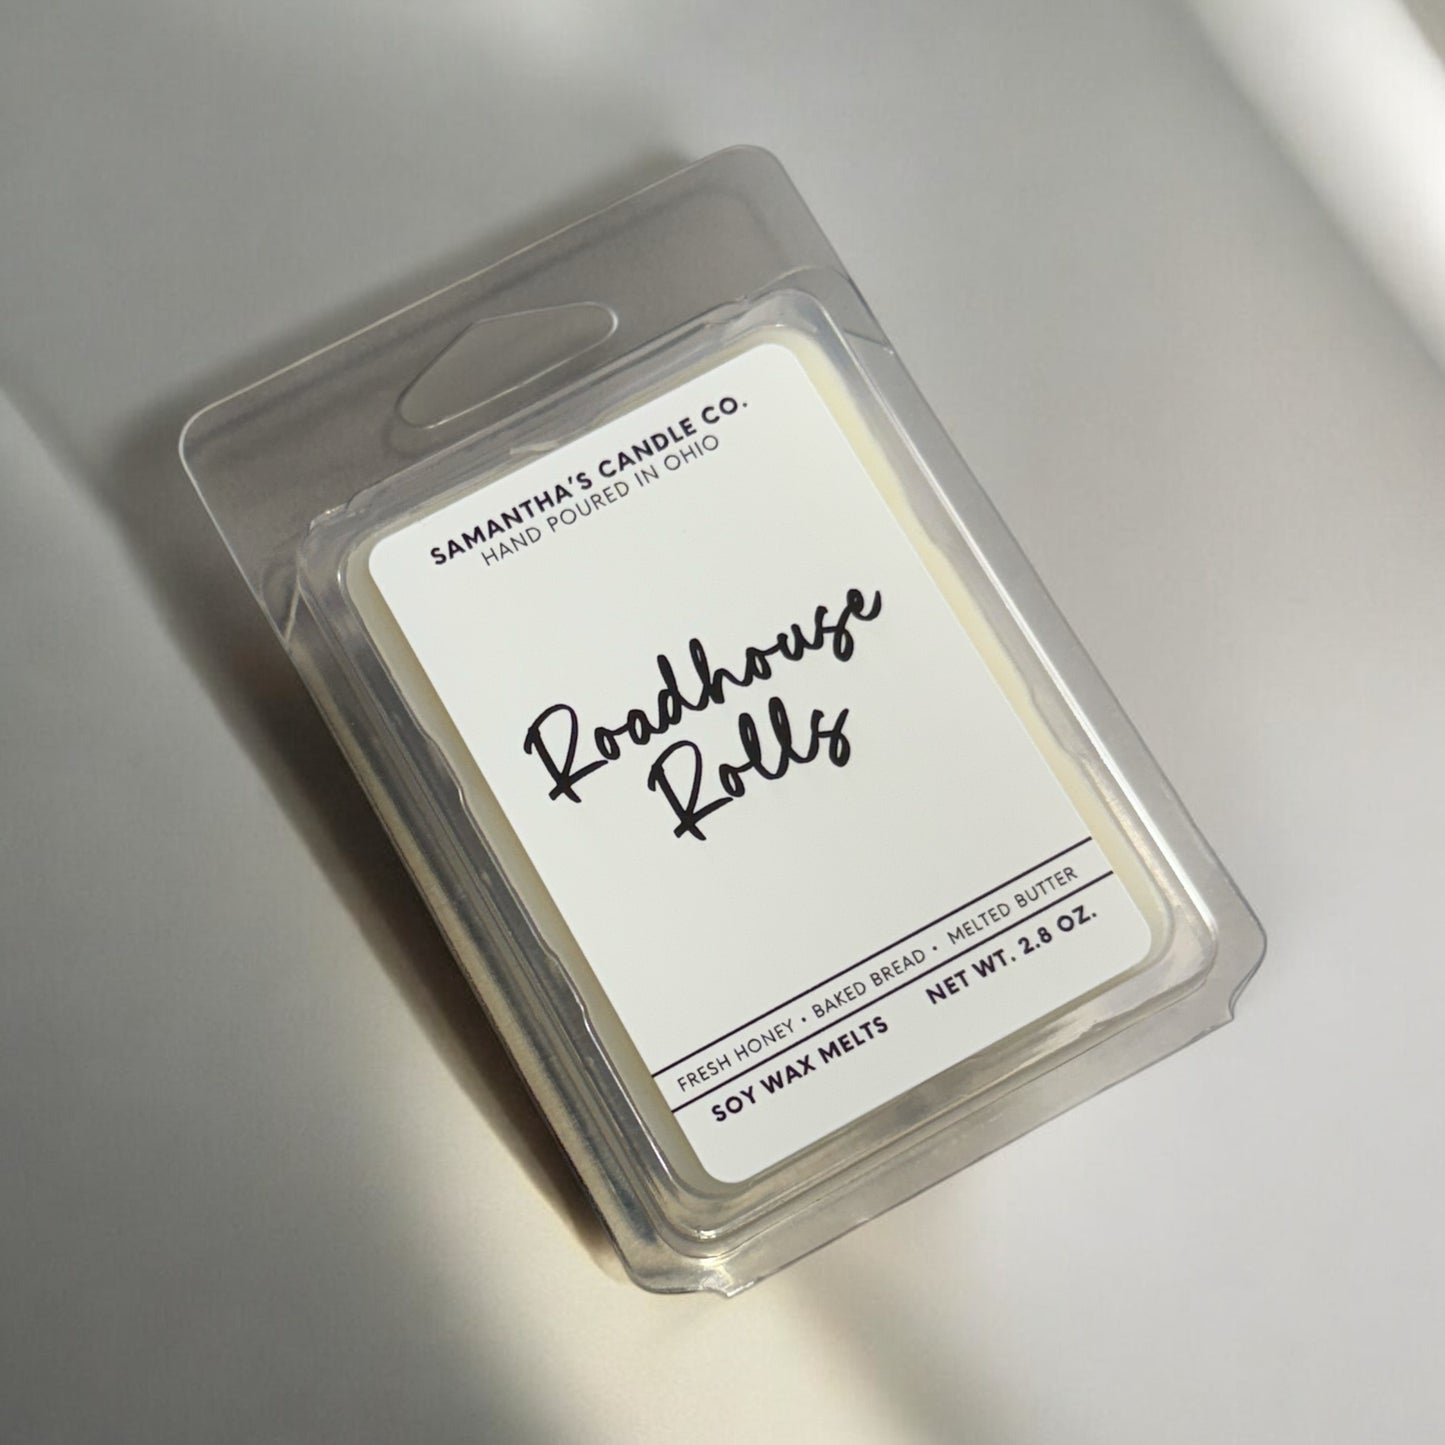 SAMANTHA'S CANDLE CO.
HAND POURED IN OHIO
Roadhouse
Rolls
FRESH HONEY • BAKED BREAD • MELTED BUTTER
SOY WAX MELTS NET WT. 2.8 OZ.